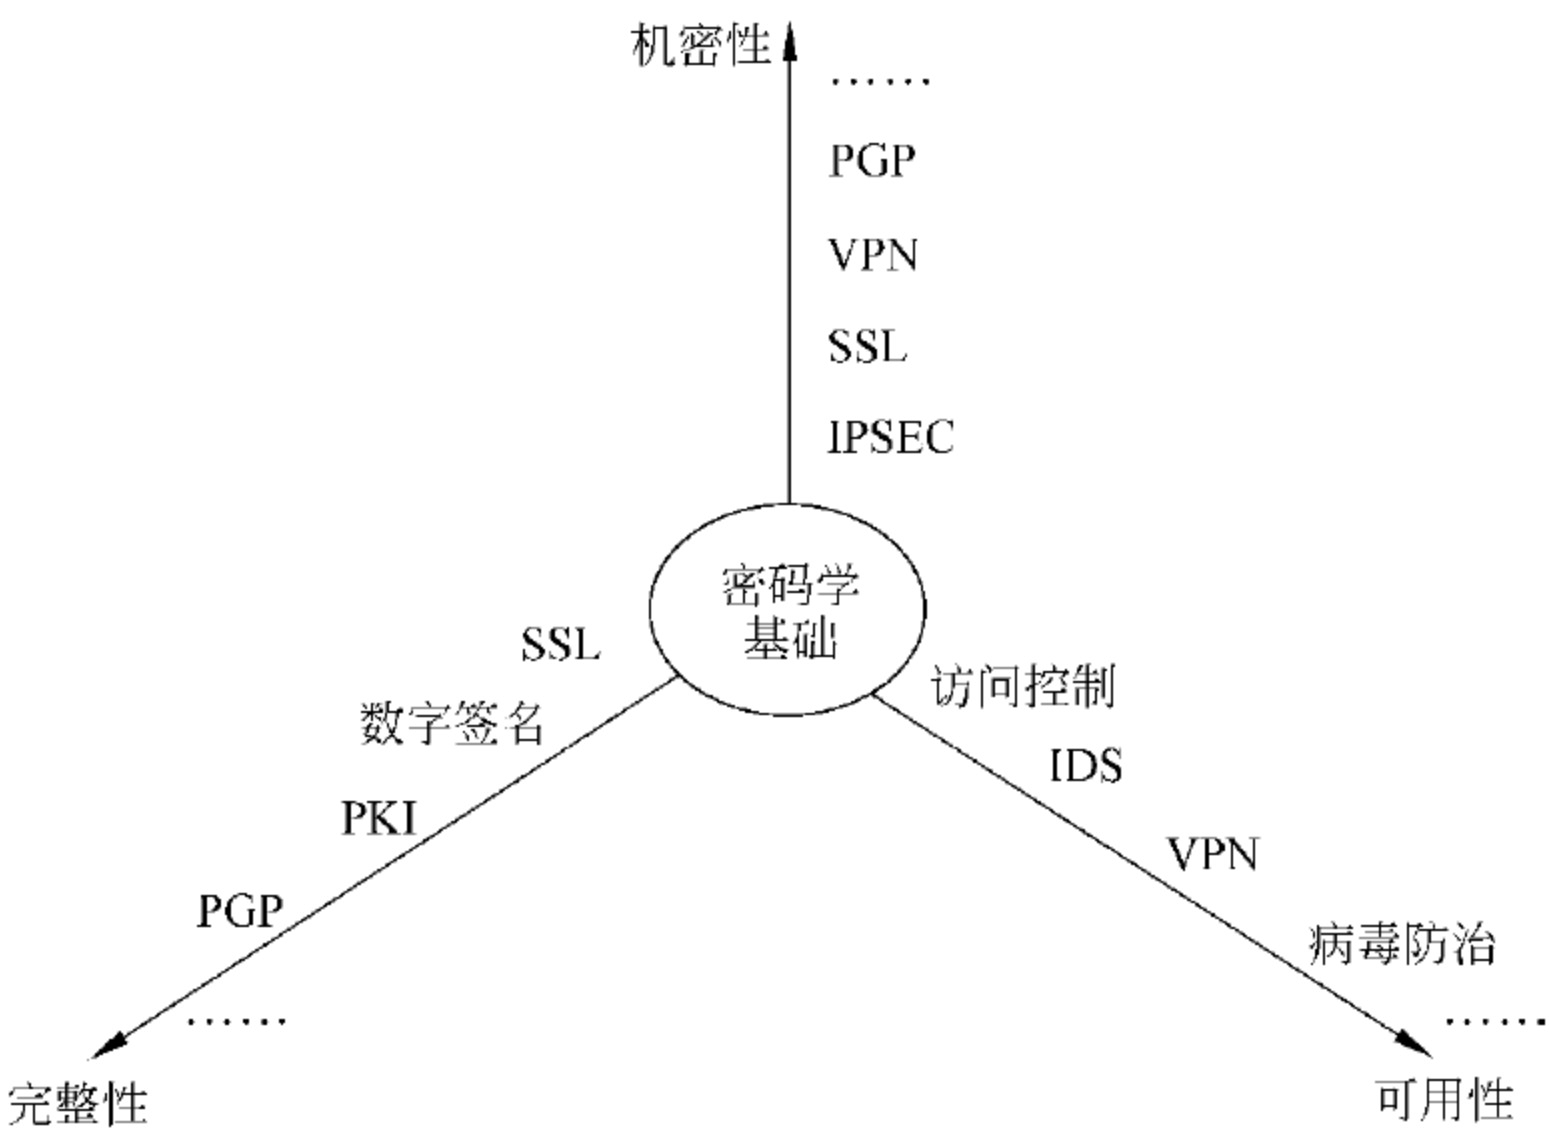 机密性
……
PGP
VPN
SSL
IPSEC
密码学
基础
SSL
数字签名
PKI
PGP
……
完整性
访问控制
IDS
VPN
病毒防治
……
可用性